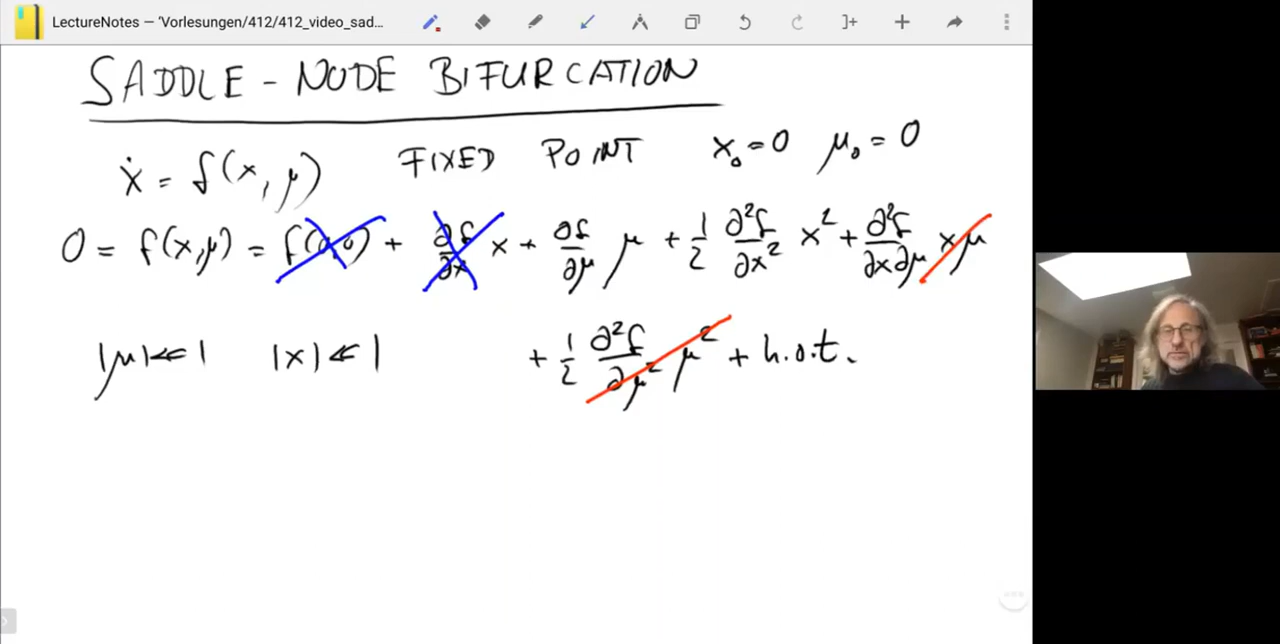 LectureNotes — ‘Vorlesungen/412/412_video_sad…
SADDLE-NODE BIFURCATION
ẋ = f(x, μ) FIXED POINT x₀=0 μ₀=0
0 = f(x,μ) = f(0,0) + ∂f/∂x x + ∂f/∂μ μ + 1/2 ∂²f/∂x² x² + ∂²f/∂x∂μ xμ
|μ| ≪ 1 |x| ≪ 1 + 1/2 ∂²f/∂μ² μ² + h.o.t.